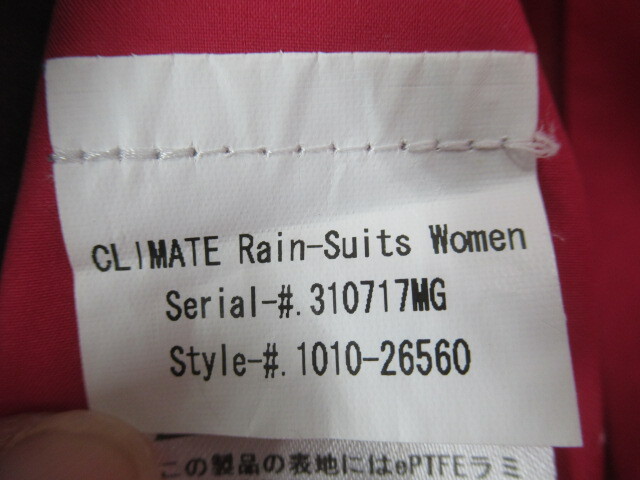 CLIMATE Rain-Suits Women
Serial-#.310717MG
Style-#.1010-26560
この製品の表地にはePTFEラミ